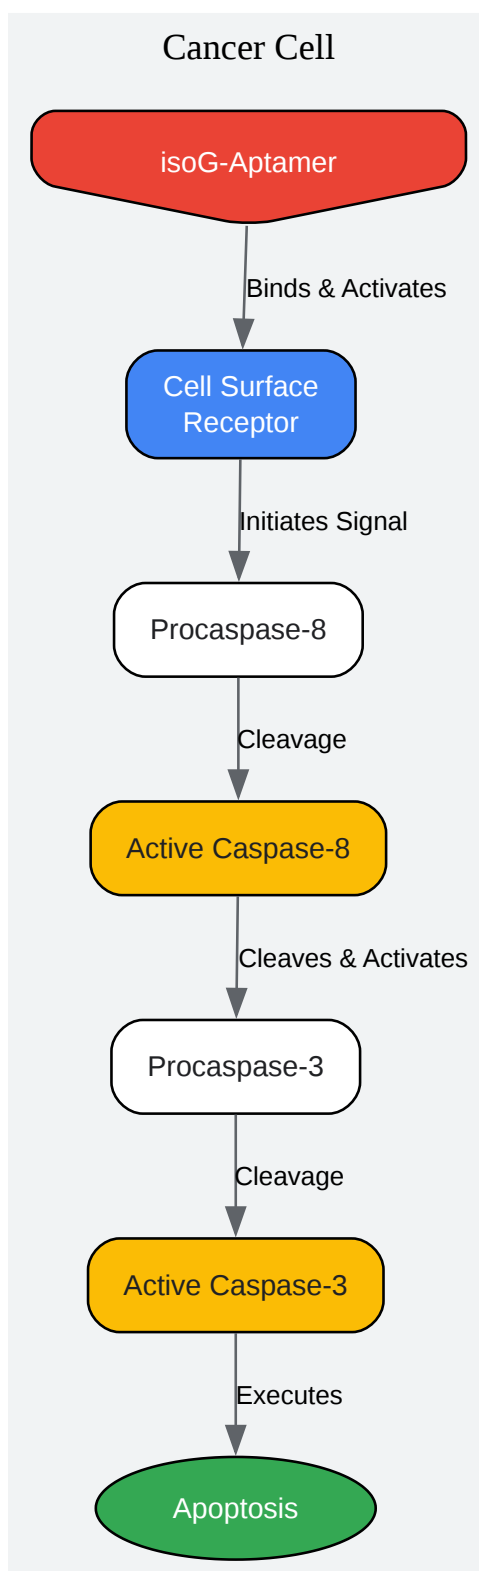 Cancer Cell
isoG-Aptamer
Binds & Activates
Cell Surface
Receptor
Initiates Signal
Procaspase-8
Cleavage
Active Caspase-8
Cleaves & Activates
Procaspase-3
Cleavage
Active Caspase-3
Executes
Apoptosis